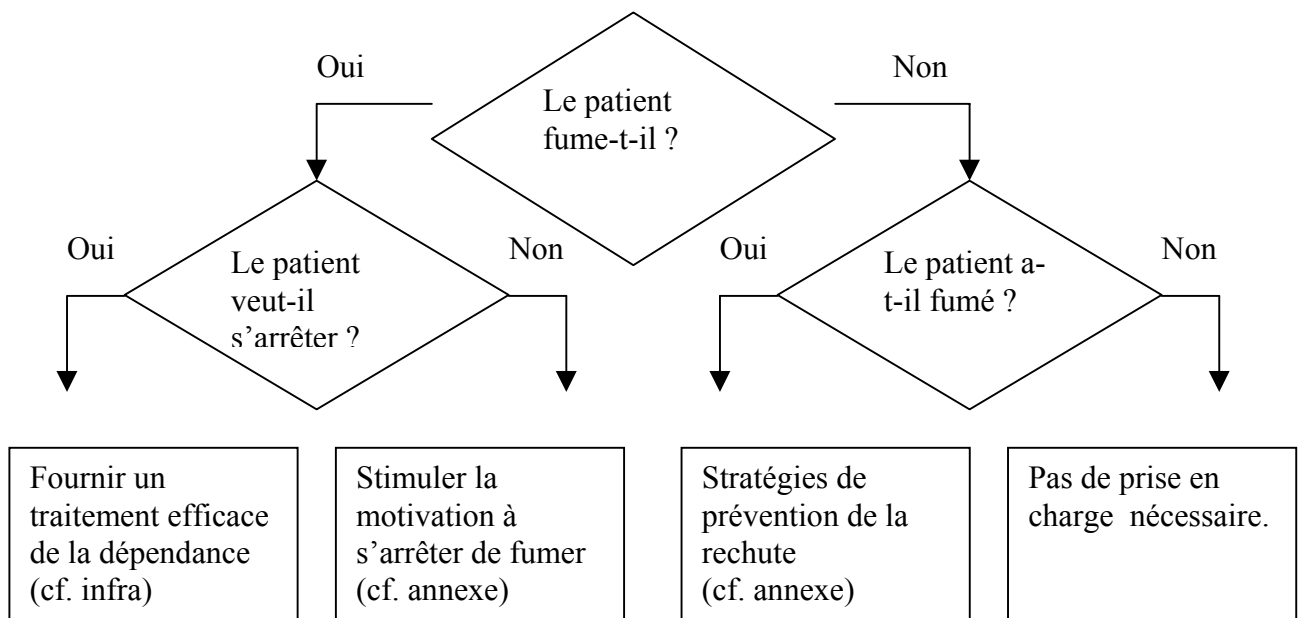 Oui
Non
Le patient
fume-t-il ?
Oui
Non
Le patient
veut-il
s’arrêter ?
Oui
Non
Le patient a-
t-il fumé ?
Fournir un
traitement efficace
de la dépendance
(cf. infra)
Stimuler la
motivation à
s’arrêter de fumer
(cf. annexe)
Stratégies de
prévention de la
rechute
(cf. annexe)
Pas de prise en
charge  nécessaire.